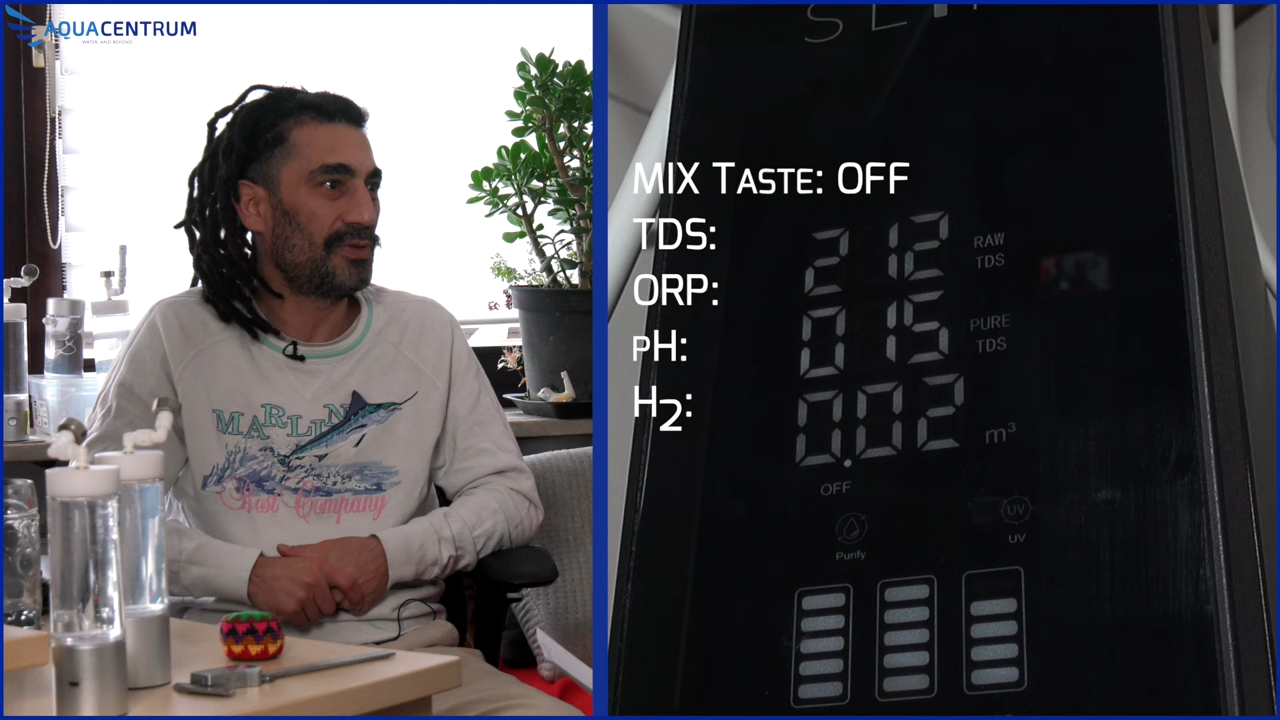 AQUACENTRUM
WATER AND BEYOND
MARLIN
Best Company
MIX TASTE: OFF
TDS:
ORP:
PH:
H2:
212 RAW TDS
015 PURE TDS
0.02 m³
OFF
Purify
UV
UV